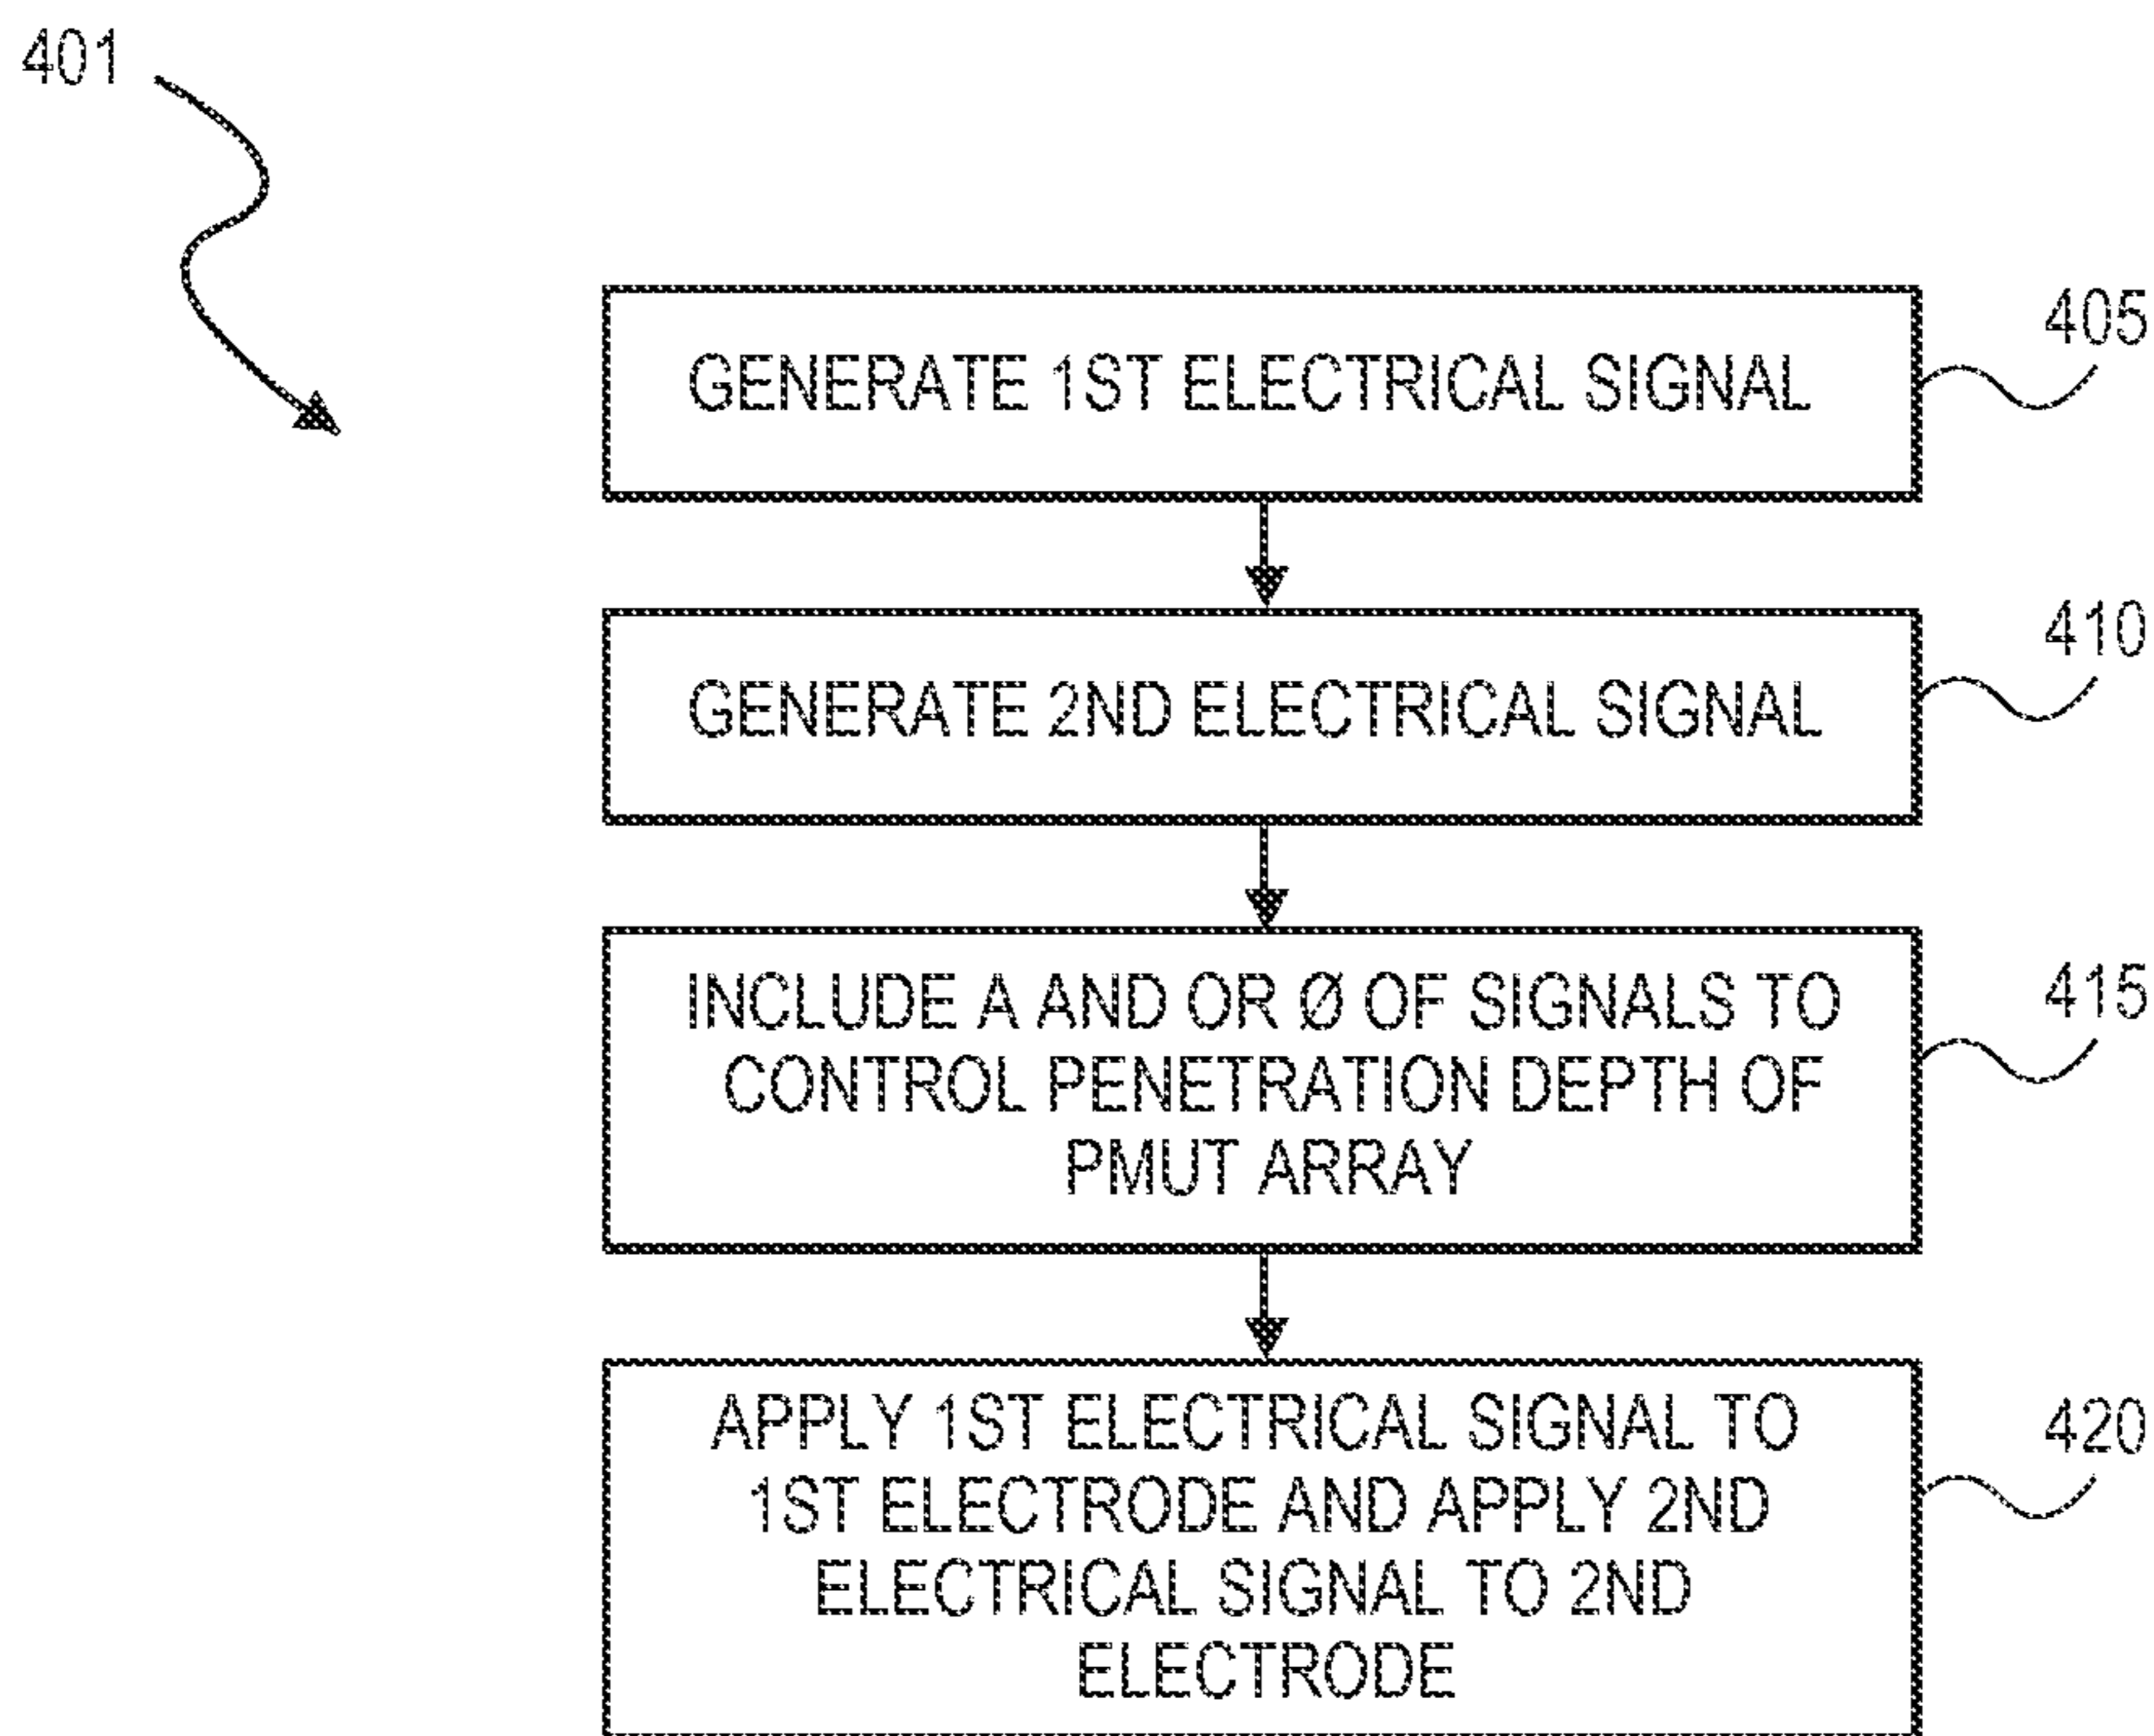 401
GENERATE 1ST ELECTRICAL SIGNAL
405
GENERATE 2ND ELECTRICAL SIGNAL
410
INCLUDE A AND OR Ø OF SIGNALS TO
CONTROL PENETRATION DEPTH OF
PMUT ARRAY
415
APPLY 1ST ELECTRICAL SIGNAL TO
1ST ELECTRODE AND APPLY 2ND
ELECTRICAL SIGNAL TO 2ND
ELECTRODE
420